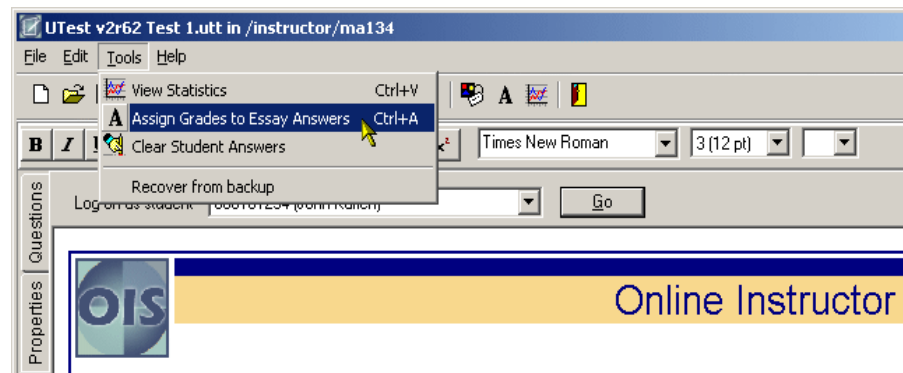 UTest v2r62 Test 1.utt in /instructor/ma134
File Edit Tools Help
View Statistics Ctrl+V
A
A Assign Grades to Essay Answers Ctrl+A
Clear Student Answers
B I Times New Roman 3 (12 pt)
Recover from backup
Go
Questions
Properties
OIS
Online Instructor